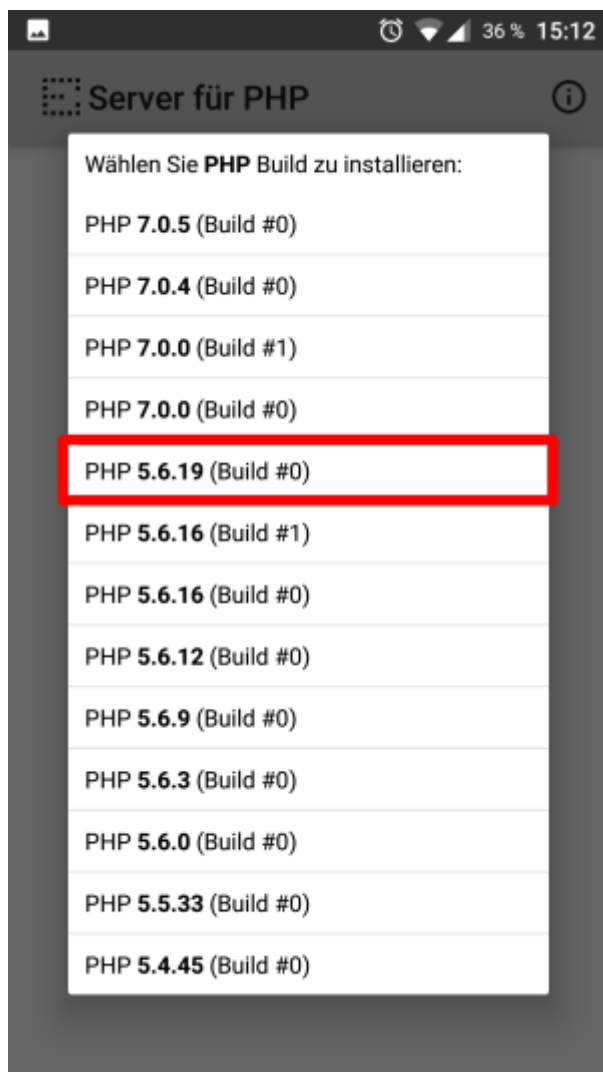 36 % 15:12
Server für PHP
Wählen Sie PHP Build zu installieren:
PHP 7.0.5 (Build #0)
PHP 7.0.4 (Build #0)
PHP 7.0.0 (Build #1)
PHP 7.0.0 (Build #0)
PHP 5.6.19 (Build #0)
PHP 5.6.16 (Build #1)
PHP 5.6.16 (Build #0)
PHP 5.6.12 (Build #0)
PHP 5.6.9 (Build #0)
PHP 5.6.3 (Build #0)
PHP 5.6.0 (Build #0)
PHP 5.5.33 (Build #0)
PHP 5.4.45 (Build #0)